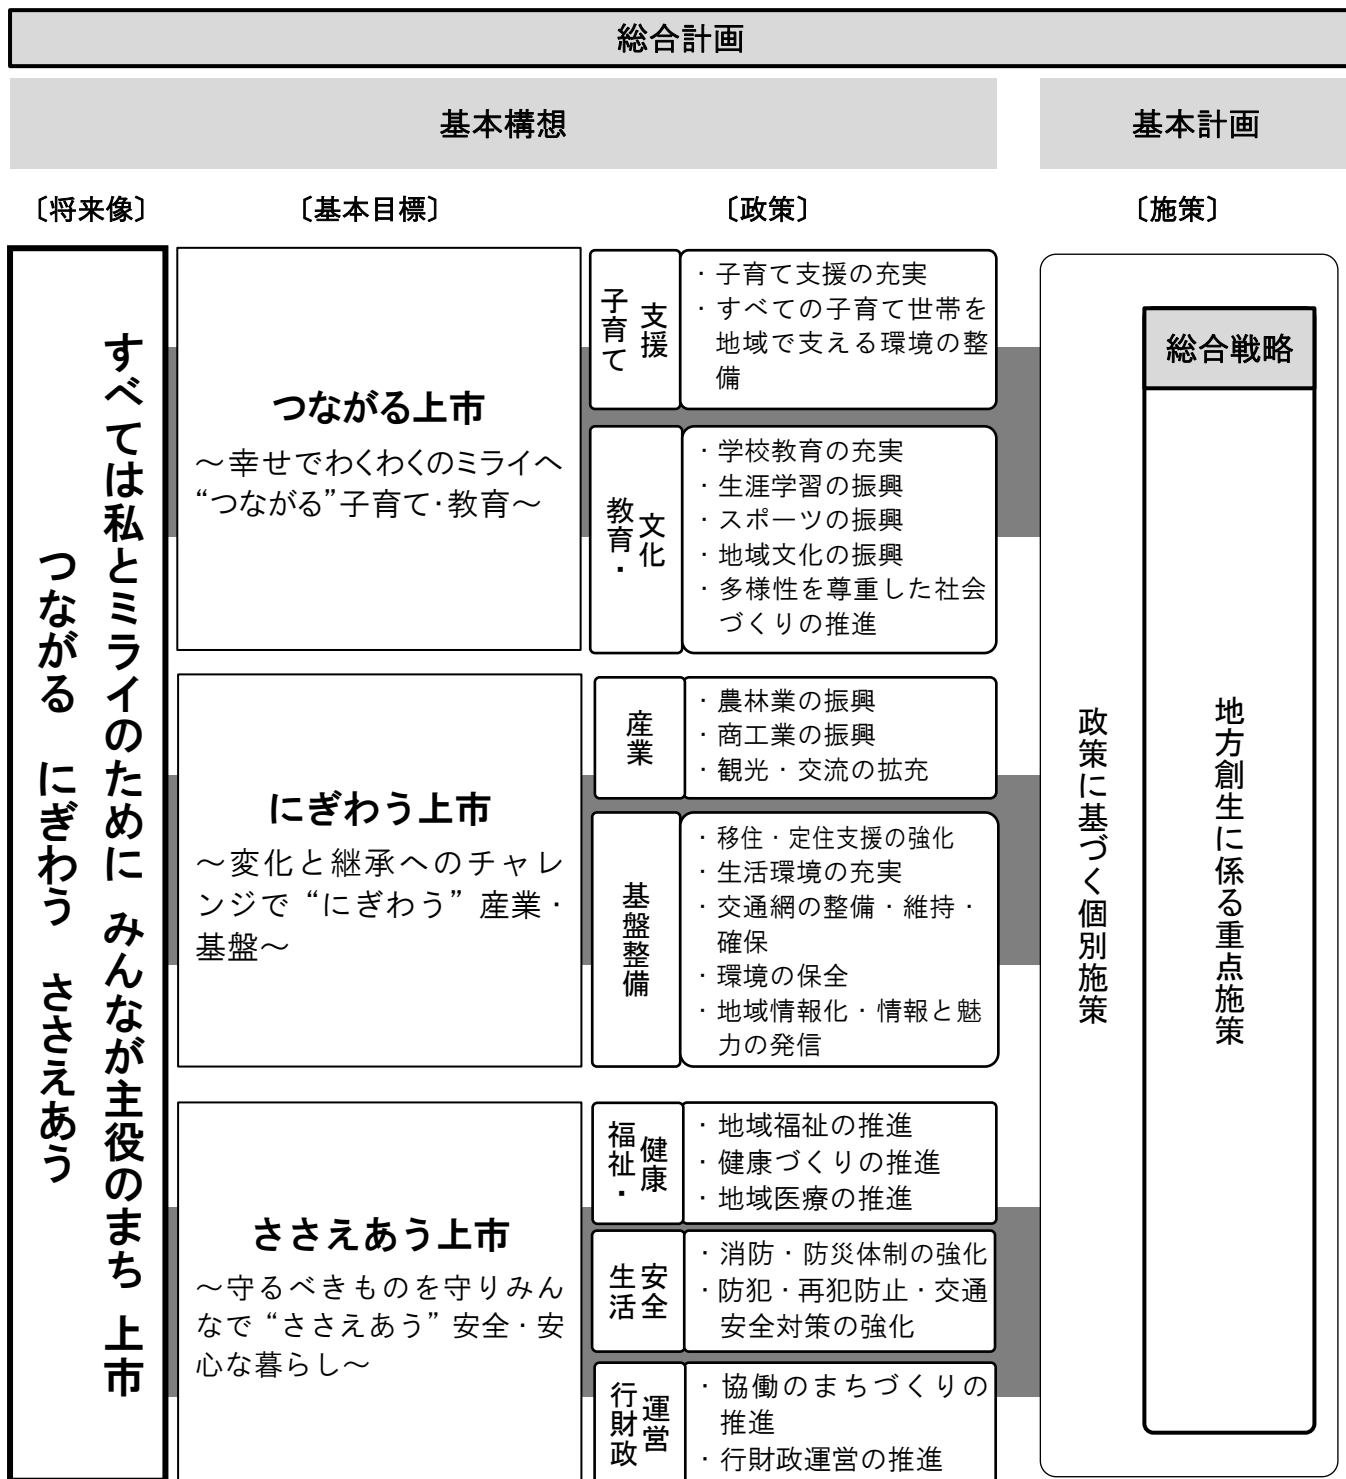 総合計画
基本構想
基本計画
〔将来像〕
〔基本目標〕
〔政策〕
〔施策〕
すべては私とミライのために みんなが主役のまち 上市
つながる にぎわう ささえあう
つながる上市
～幸せでわくわくのミライへ
“つながる”子育て・教育～
子育て
支援
・子育て支援の充実
・すべての子育て世帯を
地域で支える環境の整
備
教育・
文化
・学校教育の充実
・生涯学習の振興
・スポーツの振興
・地域文化の振興
・多様性を尊重した社会
づくりの推進
にぎわう上市
～変化と継承へのチャレ
ンジで“にぎわう”産業・
基盤～
産業
・農林業の振興
・商工業の振興
・観光・交流の拡充
基盤整備
・移住・定住支援の強化
・生活環境の充実
・交通網の整備・維持・
確保
・環境の保全
・地域情報化・情報と魅
力の発信
ささえあう上市
～守るべきものを守りみん
なで“ささえあう”安全・安
心な暮らし～
福祉・
健康
・地域福祉の推進
・健康づくりの推進
・地域医療の推進
生活
安全
・消防・防災体制の強化
・防犯・再犯防止・交通
安全対策の強化
行財政
運営
・協働のまちづくりの
推進
・行財政運営の推進
政策に基づく個別施策
総合戦略
地方創生に係る重点施策